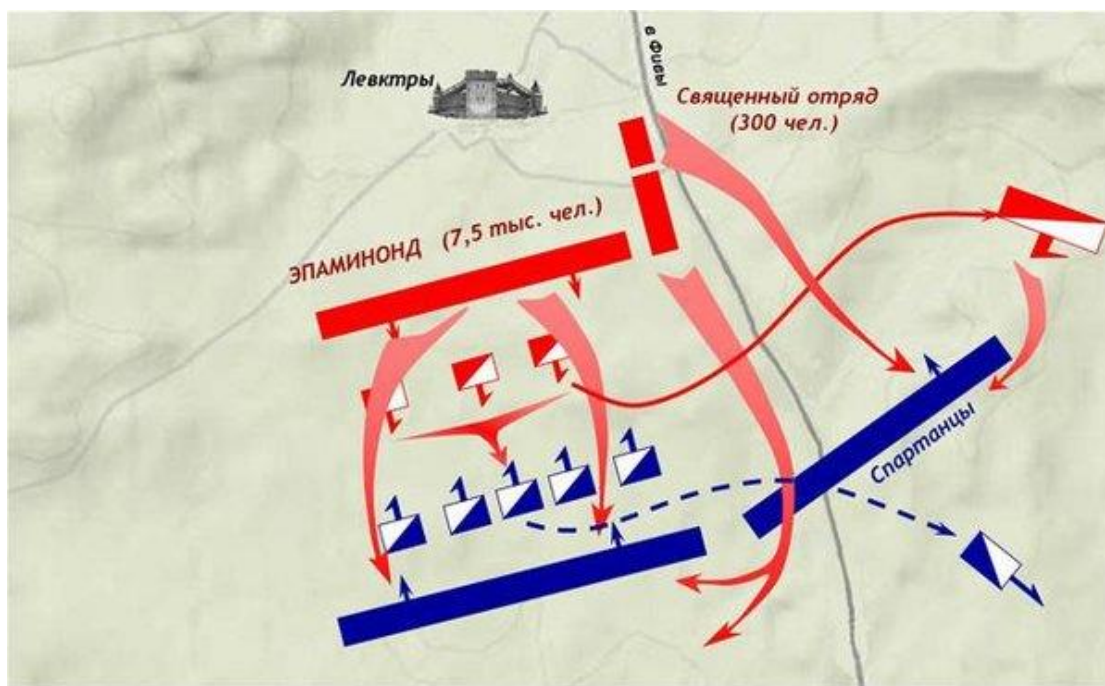 Левктры
в Фивы
Священный отряд
(300 чел.)
ЭПАМИНОНД (7,5 тыс. чел.)
Спартанцы